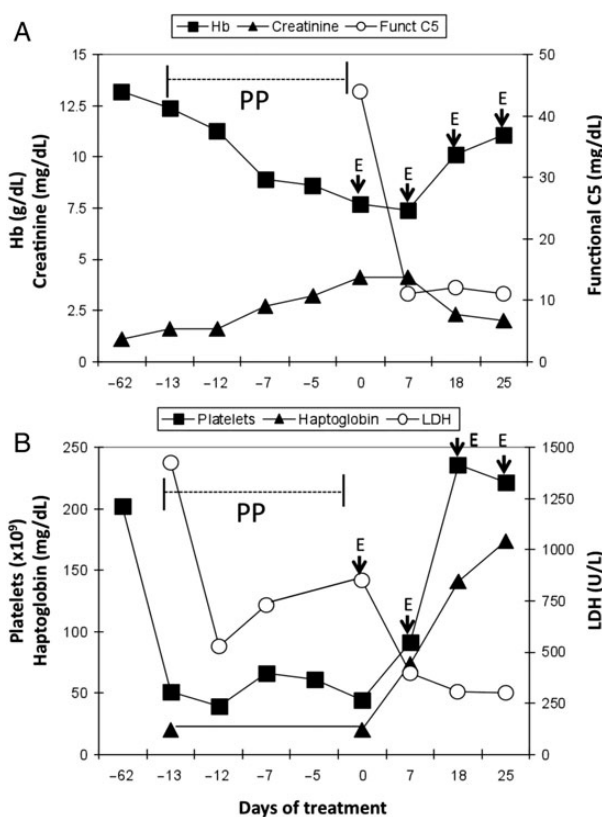 A
Hb Creatinine Funct C5
15
12.5
10
7.5
5
2.5
0
Hb (g/dL)
Creatinine (mg/dL)
50
40
30
20
10
0
Functional C5 (mg/dL)
PP
E
E
E
E
−62 −13 −12 −7 −5 0 7 18 25
B
Platelets Haptoglobin LDH
250
200
150
100
50
0
Platelets (x10⁹)
Haptoglobin (mg/dL)
1500
1250
1000
750
500
250
0
LDH (U/L)
PP
E
E
E
E
−62 −13 −12 −7 −5 0 7 18 25
Days of treatment